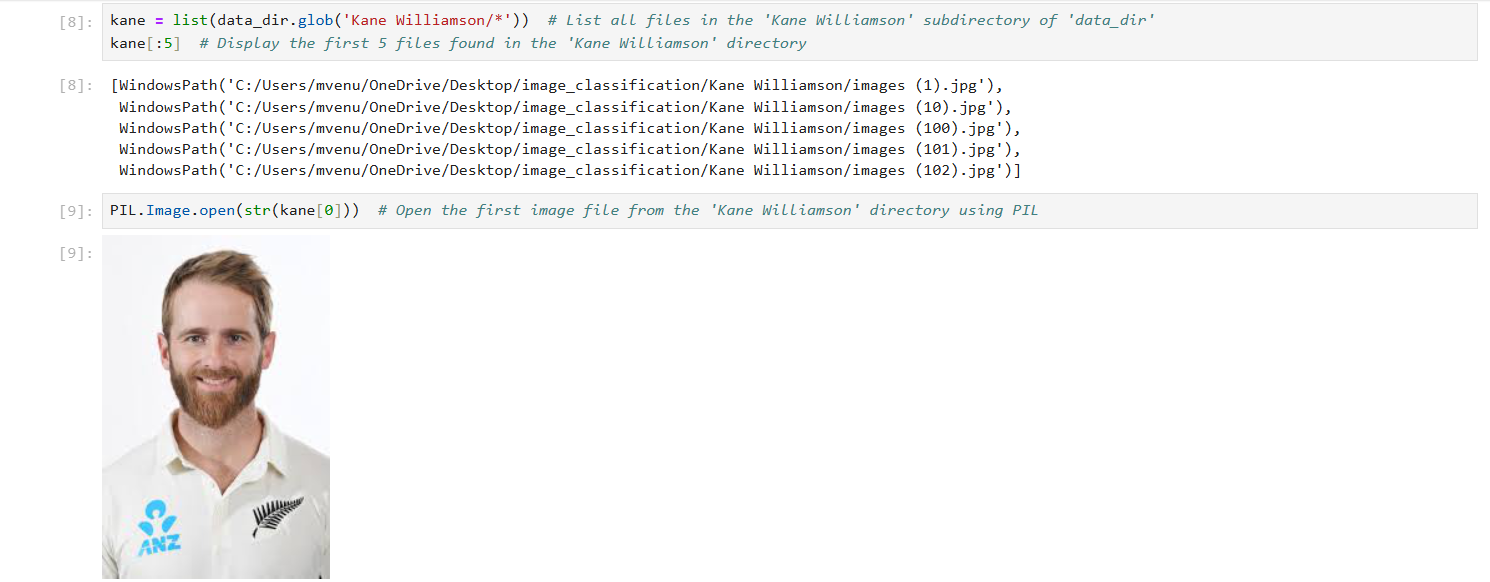 [8]: kane = list(data_dir.glob('Kane Williamson/*'))  # List all files in the 'Kane Williamson' subdirectory of 'data_dir'
kane[:5]  # Display the first 5 files found in the 'Kane Williamson' directory
[8]: [WindowsPath('C:/Users/mvenu/OneDrive/Desktop/image_classification/Kane Williamson/images (1).jpg'),
WindowsPath('C:/Users/mvenu/OneDrive/Desktop/image_classification/Kane Williamson/images (10).jpg'),
WindowsPath('C:/Users/mvenu/OneDrive/Desktop/image_classification/Kane Williamson/images (100).jpg'),
WindowsPath('C:/Users/mvenu/OneDrive/Desktop/image_classification/Kane Williamson/images (101).jpg'),
WindowsPath('C:/Users/mvenu/OneDrive/Desktop/image_classification/Kane Williamson/images (102).jpg')]
[9]: PIL.Image.open(str(kane[0]))  # Open the first image file from the 'Kane Williamson' directory using PIL
[9]:
ANZ